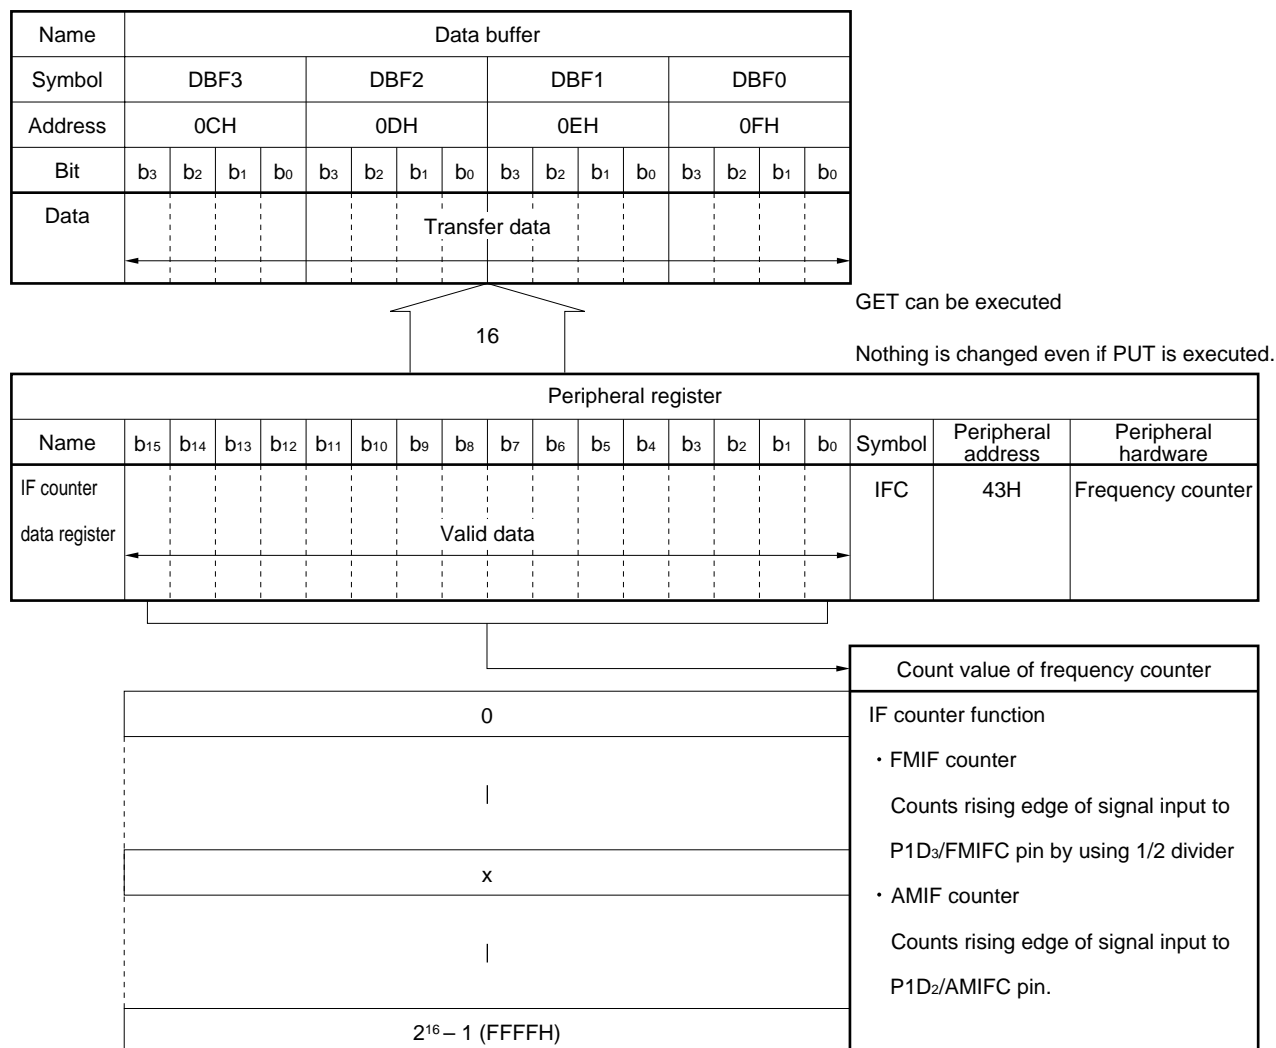 Name Data buffer
Symbol DBF3 DBF2 DBF1 DBF0
Address 0CH 0DH 0EH 0FH
Bit b3 b2 b1 b0 b3 b2 b1 b0 b3 b2 b1 b0 b3 b2 b1 b0
Data
Transfer data
GET can be executed
16
Nothing is changed even if PUT is executed.
Peripheral register
Name b15 b14 b13 b12 b11 b10 b9 b8 b7 b6 b5 b4 b3 b2 b1 b0 Symbol Peripheral address Peripheral hardware
IF counter IFC 43H Frequency counter
data register Valid data
Count value of frequency counter
0
IF counter function
・FMIF counter
Counts rising edge of signal input to
P1D3/FMIFC pin by using 1/2 divider
x
・AMIF counter
Counts rising edge of signal input to
P1D2/AMIFC pin.
2¹⁶ – 1 (FFFFH)